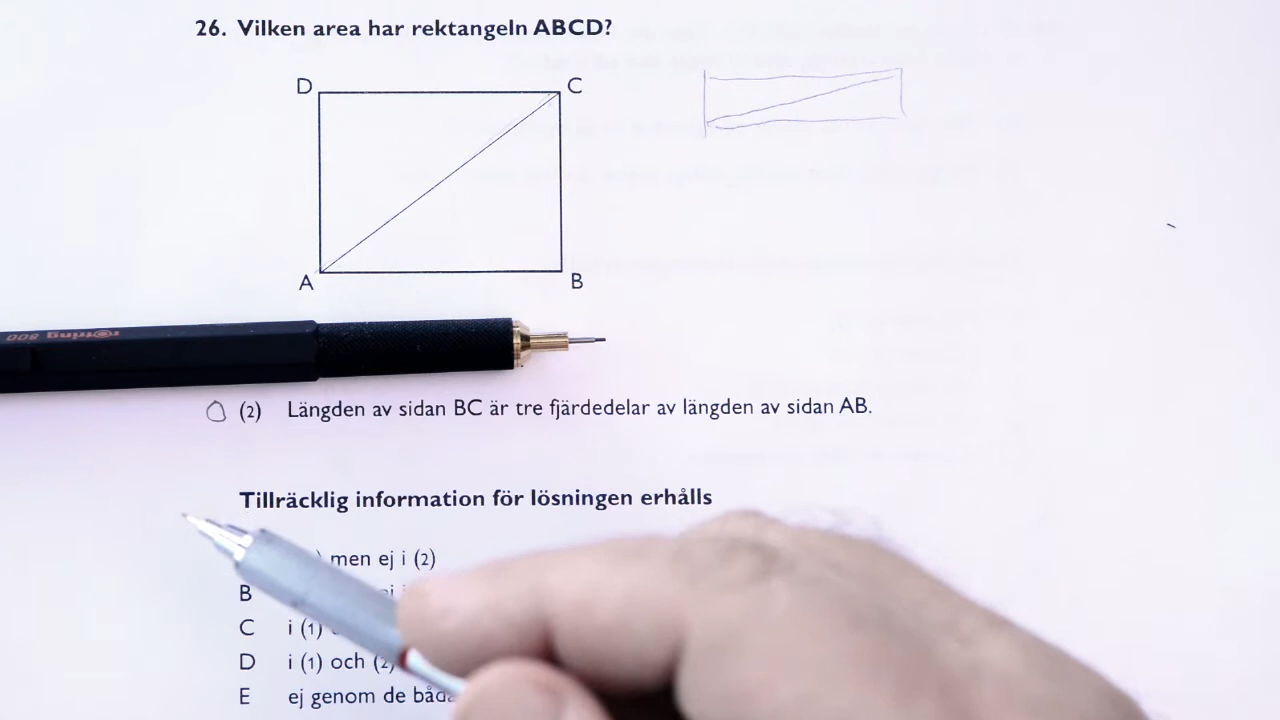 26. Vilken area har rektangeln ABCD?
D
C
A
B
rotring 800
(2) Längden av sidan BC är tre fjärdedelar av längden av sidan AB.
Tillräcklig information för lösningen erhålls
men ej i (2)
B
C i (1)
D i (1) och (2)
E ej genom de båda